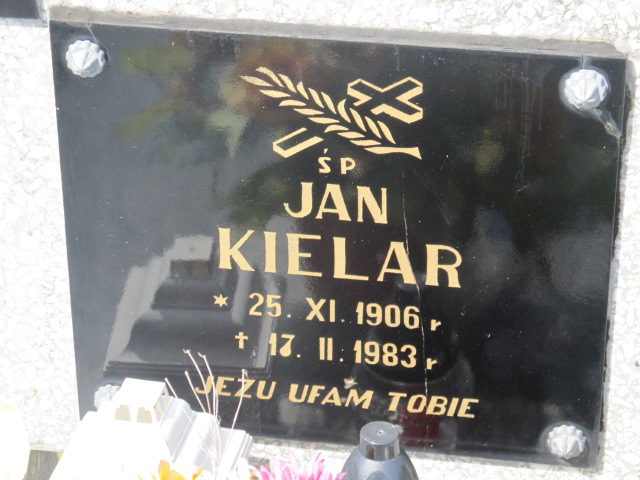 ŚP
JAN
KIELAR
* 25. XI. 1906 r
† 17. II. 1983 r
JEZU UFAM TOBIE